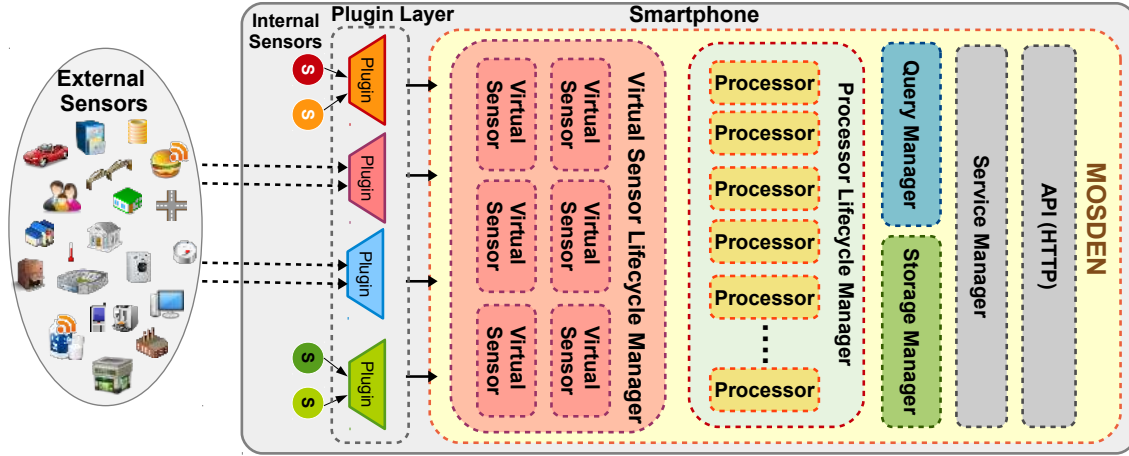 External
Sensors
Internal
Sensors
Plugin Layer
Smartphone
S
S
S
S
Plugin
Plugin
Plugin
Plugin
Virtual
Sensor
Virtual
Sensor
Virtual
Sensor
Virtual
Sensor
Virtual
Sensor
Virtual
Sensor
Virtual Sensor Lifecycle Manager
Processor
Processor
Processor
Processor
Processor
Processor
Processor Lifecycle Manager
Query Manager
Storage Manager
Service Manager
API (HTTP)
MOSDEN